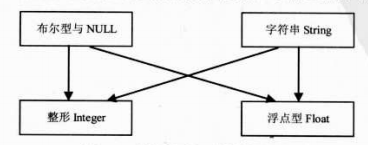 布尔型与 NULL
字符串 String
整形 Integer
浮点型 Float